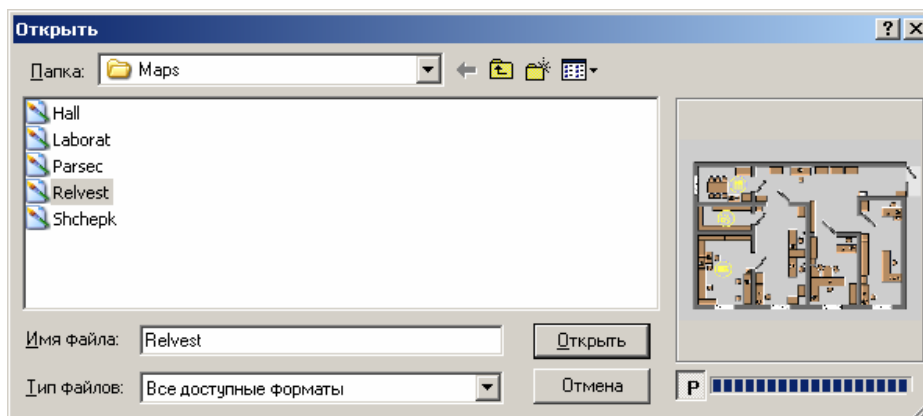 Открыть
Папка: Maps
Hall
Laborat
Parsec
Relvest
Shchepk
Имя файла: Relvest Открыть
Тип файлов: Все доступные форматы Отмена P